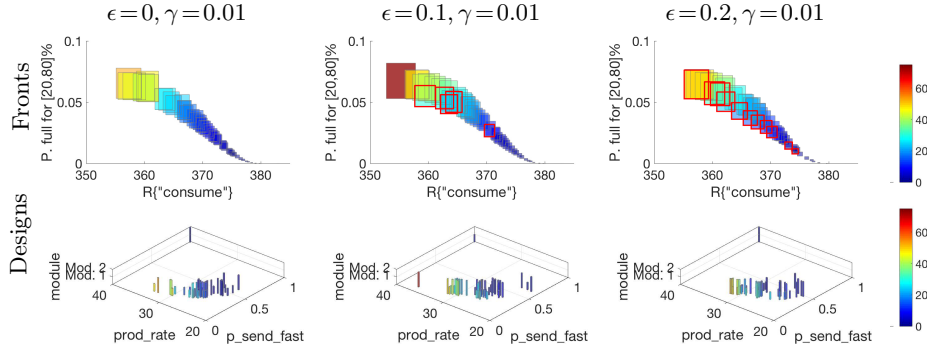 ϵ=0, γ=0.01
ϵ=0.1, γ=0.01
ϵ=0.2, γ=0.01
Fronts
P. full for [20,80]%
0.1
0.05
0
350
360
370
380
R{"consume"}
P. full for [20,80]%
0.1
0.05
0
350
360
370
380
R{"consume"}
P. full for [20,80]%
0.1
0.05
0
350
360
370
380
R{"consume"}
60
40
20
0
Designs
module
Mod. 2
Mod. 1
40
30
20
prod_rate
0
0.5
1
p_send_fast
module
Mod. 2
Mod. 1
40
30
20
prod_rate
0
0.5
1
p_send_fast
module
Mod. 2
Mod. 1
40
30
20
prod_rate
0
0.5
1
p_send_fast
60
40
20
0